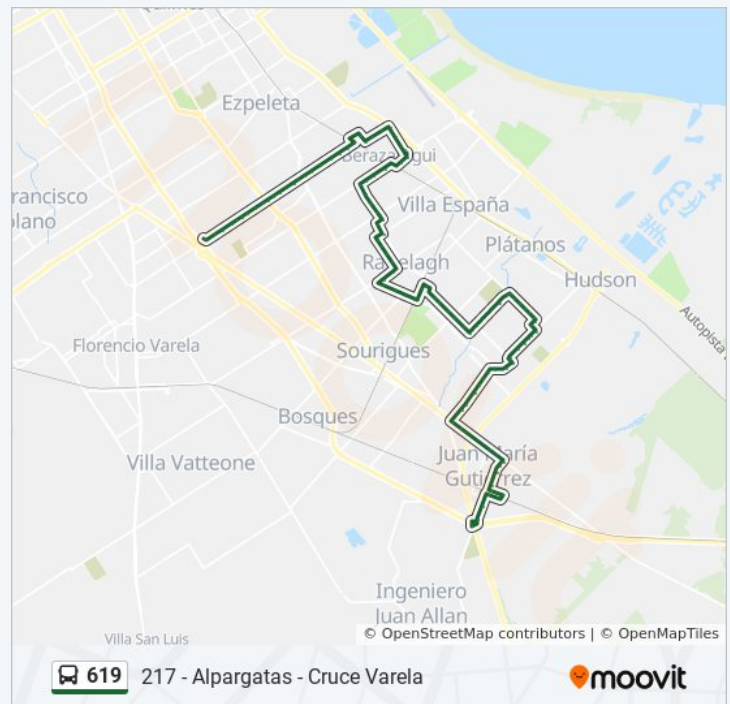 Quilmes
Ezpeleta
Berazategui
rancisco
olano
Villa España
Plátanos
Ranelagh
Hudson
Autopista
Florencio Varela
Sourigues
Bosques
Juan María
Gutiérrez
Villa Vatteone
Ingeniero
Juan Allan
Villa San Luis
© OpenStreetMap contributors | © OpenMapTiles
619 217 - Alpargatas - Cruce Varela
moovit